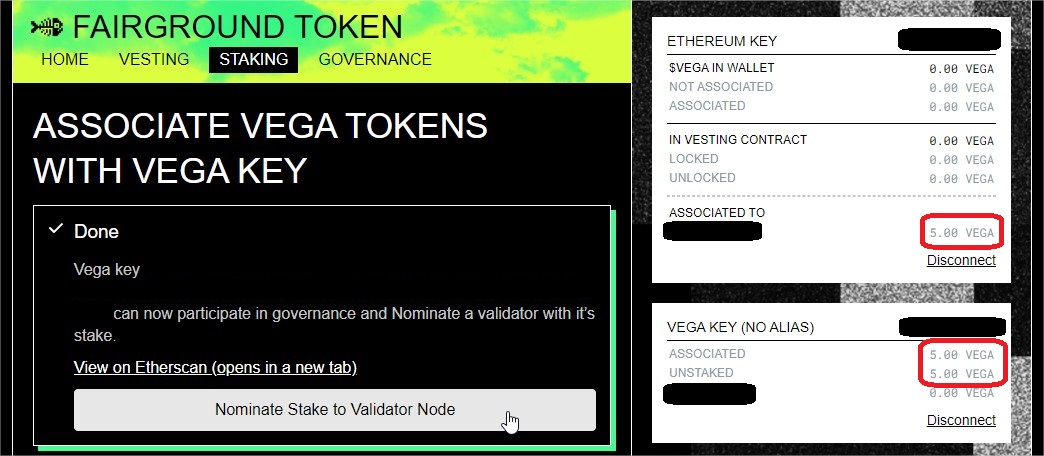 FAIRGROUND TOKEN
HOME VESTING STAKING GOVERNANCE
ASSOCIATE VEGA TOKENS
WITH VEGA KEY
Done
Vega key
can now participate in governance and Nominate a validator with it's
stake.
View on Etherscan (opens in a new tab)
Nominate Stake to Validator Node
ETHEREUM KEY
$VEGA IN WALLET 0.00 VEGA
NOT ASSOCIATED 0.00 VEGA
ASSOCIATED 0.00 VEGA
IN VESTING CONTRACT 0.00 VEGA
LOCKED 0.00 VEGA
UNLOCKED 0.00 VEGA
ASSOCIATED TO
5.00 VEGA
Disconnect
VEGA KEY (NO ALIAS)
ASSOCIATED 5.00 VEGA
UNSTAKED 5.00 VEGA
0.00 VEGA
Disconnect